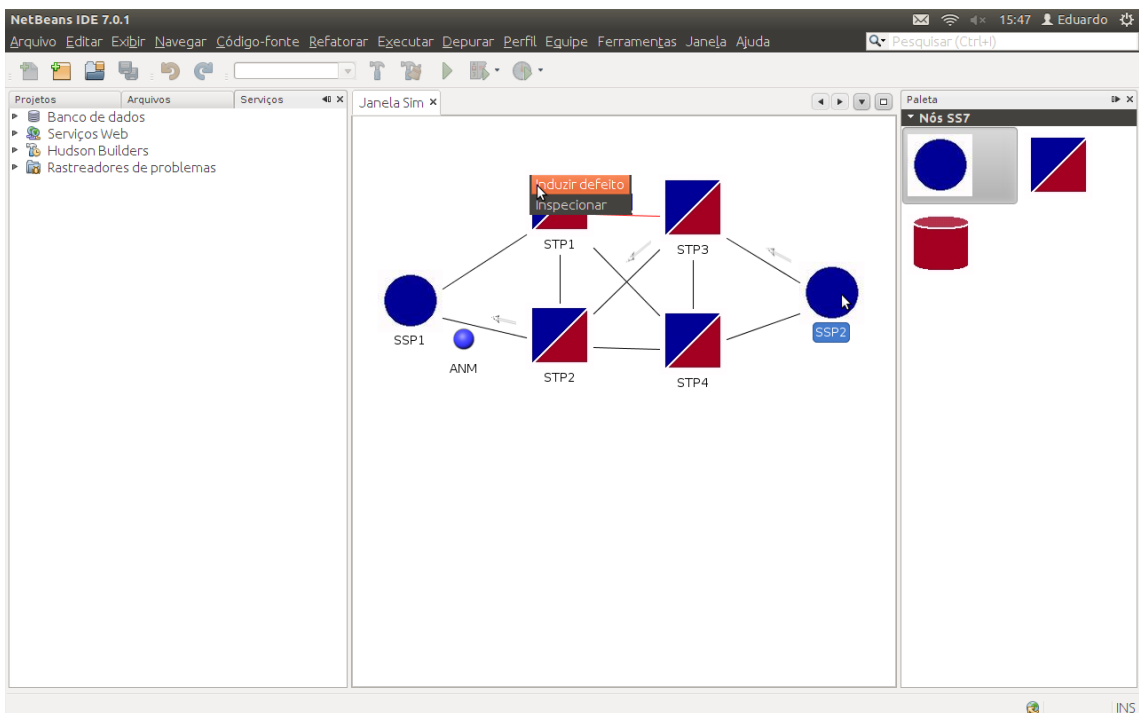 NetBeans IDE 7.0.1 15:47 Eduardo
Arquivo Editar Exibir Navegar Código-fonte Refatorar Executar Depurar Perfil Equipe Ferramentas Janela Ajuda Pesquisar (Ctrl+I)
Projetos Arquivos Serviços
Banco de dados
Serviços Web
Hudson Builders
Rastreadores de problemas
Janela Sim
Induzir defeito
Inspecionar
STP1
STP3
SSP1
SSP2
ANM
STP2
STP4
Paleta
Nós SS7
INS